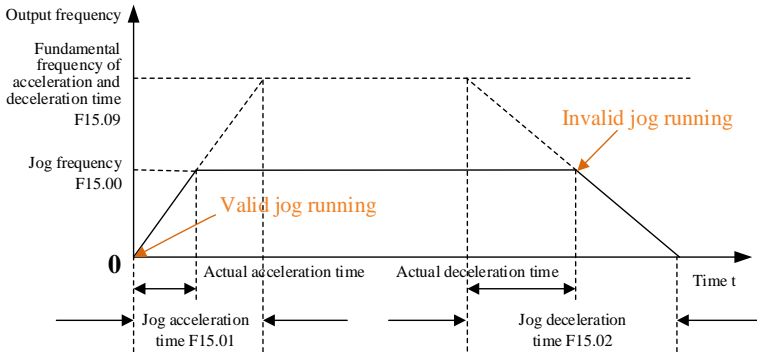 Output frequency
Fundamental
frequency of
acceleration and
deceleration time
F15.09
Invalid jog running
Jog frequency
F15.00
Valid jog running
0
Actual acceleration time
Actual deceleration time
Time t
Jog acceleration
time F15.01
Jog deceleration
time F15.02